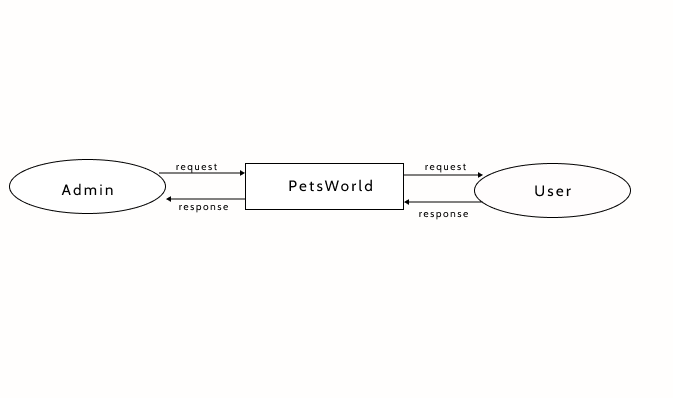 request
request
Admin
PetsWorld
User
response
response